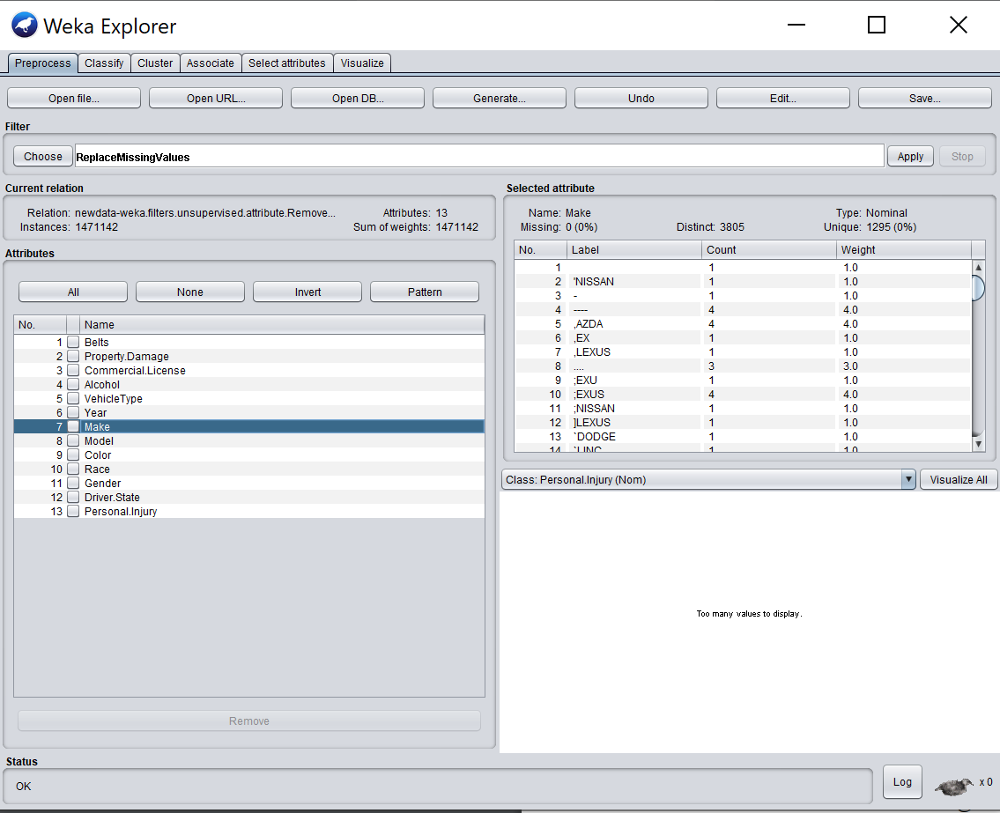 Weka Explorer
Preprocess Classify Cluster Associate Select attributes Visualize
Open file... Open URL... Open DB... Generate... Undo Edit... Save...
Filter
Choose ReplaceMissingValues Apply Stop
Current relation
Relation: newdata-weka.filters.unsupervised.attribute.Remove... Attributes: 13
Instances: 1471142 Sum of weights: 1471142
Attributes
All None Invert Pattern
No. Name
1 Belts
2 Property.Damage
3 Commercial.License
4 Alcohol
5 VehicleType
6 Year
7 Make
8 Model
9 Color
10 Race
11 Gender
12 Driver.State
13 Personal.Injury
Remove
Selected attribute
Name: Make Type: Nominal
Missing: 0 (0%) Distinct: 3805 Unique: 1295 (0%)
No. Label Count Weight
1 1 1.0
2 'NISSAN 1 1.0
3 - 1 1.0
4 ---- 4 4.0
5 ,AZDA 4 4.0
6 ,EX 1 1.0
7 ,LEXUS 1 1.0
8 .... 3 3.0
9 ;EXU 1 1.0
10 ;EXUS 4 4.0
11 ;NISSAN 1 1.0
12 ]LEXUS 1 1.0
13 `DODGE 1 1.0
14 `LINC 1 1.0
Class: Personal.Injury (Nom) Visualize All
Too many values to display.
Status
OK
Log x 0